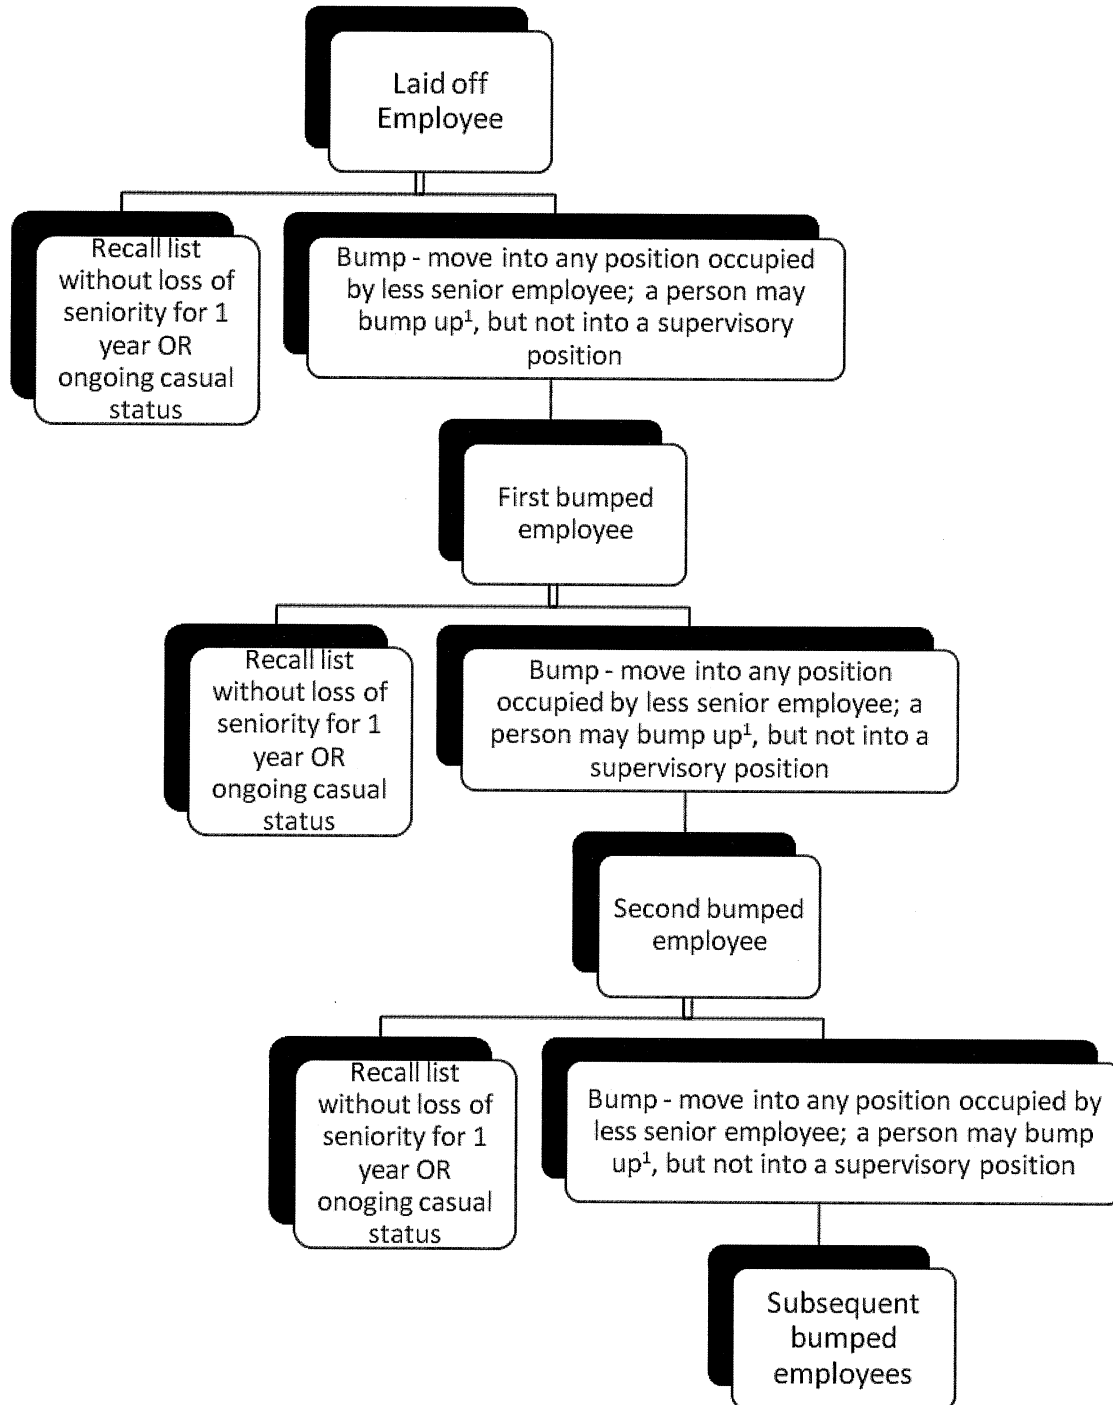 Laid off
Employee
Recall list
without loss of
seniority for 1
year OR
ongoing casual
status
Bump - move into any position occupied
by less senior employee; a person may
bump up¹, but not into a supervisory
position
First bumped
employee
Recall list
without loss of
seniority for 1
year OR
ongoing casual
status
Bump - move into any position
occupied by less senior employee; a
person may bump up¹, but not into a
supervisory position
Second bumped
employee
Recall list
without loss of
seniority for 1
year OR
onoging casual
status
Bump - move into any position occupied by
less senior employee; a person may bump
up¹, but not into a supervisory position
Subsequent
bumped
employees